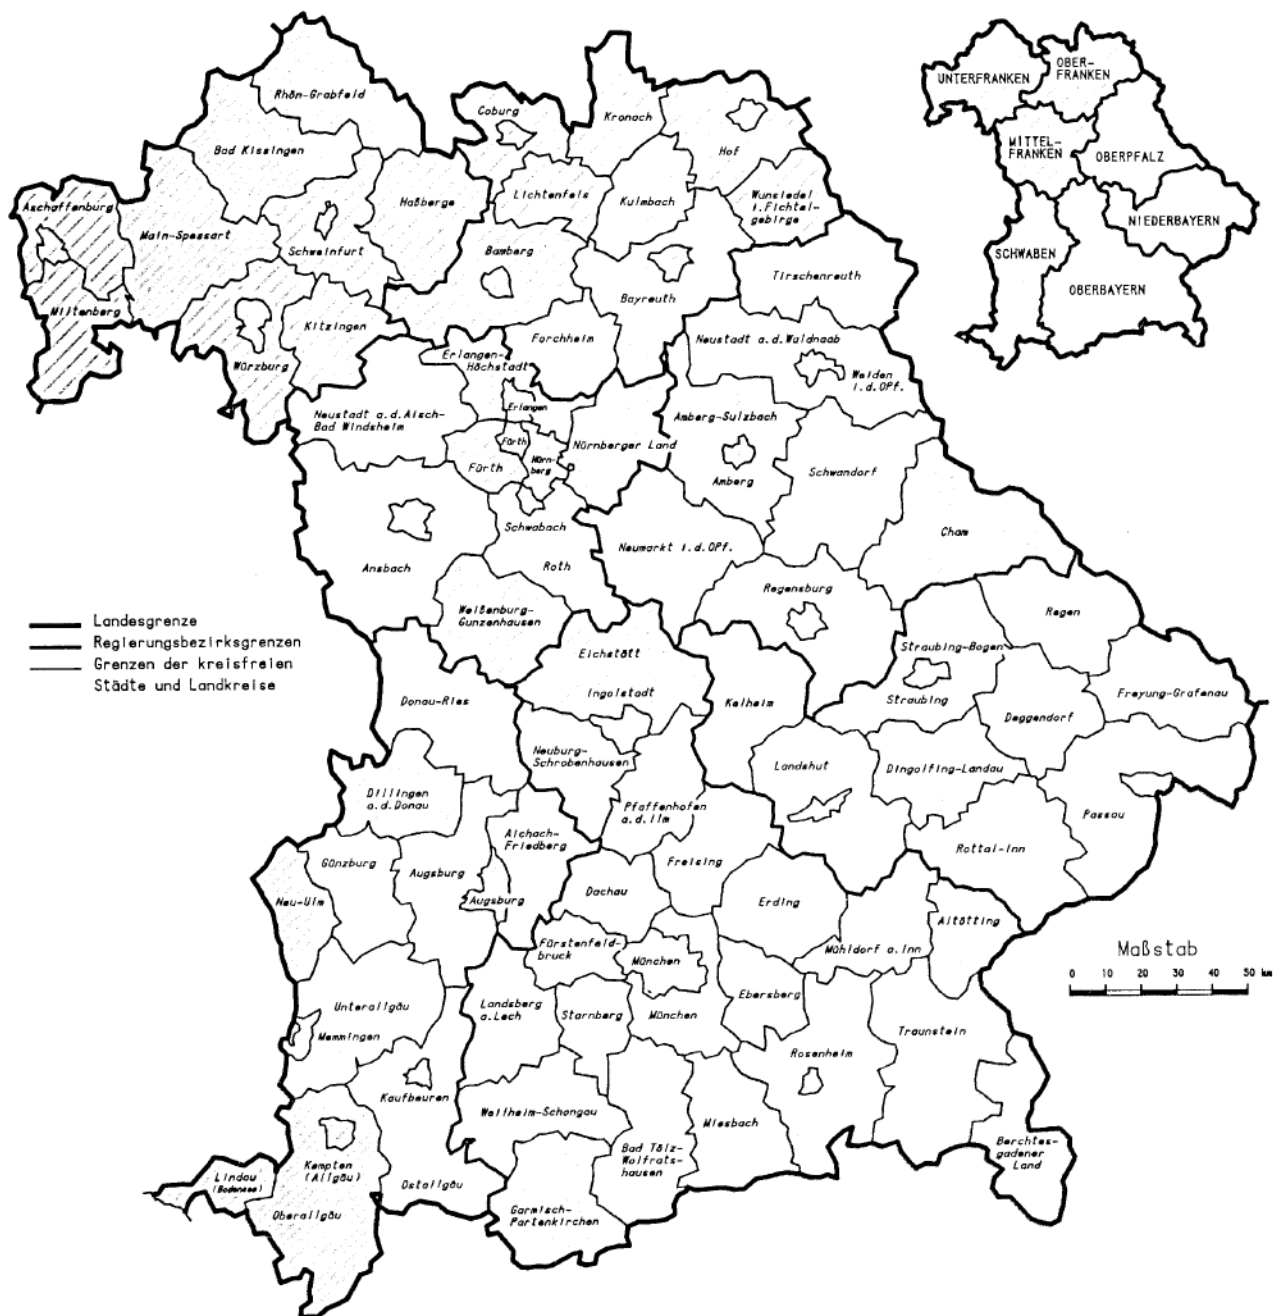 Rhön-Grabfeld
Bad Kissingen
Coburg
Kronach
Hof
Aschaffenburg
Main-Spessart
Schweinfurt
Haßberge
Lichtenfels
Kulmbach
Wunsiedel
i.Fichtel-
gebirge
Bamberg
Bayreuth
Tirschenreuth
Miltenberg
Würzburg
Kitzingen
Forchheim
Erlangen-
Höchstadt
Neustadt a.d.Waldnaab
Weiden
i.d.OPf.
Neustadt a.d.Aisch-
Bad Windsheim
Erlangen
Fürth
Fürth
Nürn-
berg
Nürnberger Land
Amberg-Sulzbach
Amberg
Schwandorf
Cham
Ansbach
Schwabach
Roth
Neumarkt i.d.OPf.
Weißenburg-
Gunzenhausen
Regensburg
Regen
Straubing-Bogen
Straubing
Deggendorf
Freyung-Grafenau
Eichstätt
Ingolstadt
Donau-Ries
Kelheim
Neuburg-
Schrobenhausen
Landshut
Dingolfing-Landau
Passau
Dillingen
a.d.Donau
Pfaffenhofen
a.d.Ilm
Rottal-Inn
Aichach-
Friedberg
Günzburg
Augsburg
Augsburg
Freising
Dachau
Erding
Neu-Ulm
Altötting
Mühldorf a.Inn
Fürstenfeld-
bruck
München
München
Ebersberg
Unterallgäu
Memmingen
Landsberg
a.Lech
Starnberg
Rosenheim
Traunstein
Kaufbeuren
Weilheim-Schongau
Miesbach
Bad Tölz-
Wolfrats-
hausen
Berchtes-
gadener
Land
Lindau
(Bodensee)
Kempten
(Allgäu)
Oberallgäu
Ostallgäu
Garmisch-
Partenkirchen
UNTERFRANKEN
OBER-
FRANKEN
MITTEL-
FRANKEN
OBERPFALZ
NIEDERBAYERN
SCHWABEN
OBERBAYERN
Landesgrenze
Regierungsbezirksgrenzen
Grenzen der kreisfreien
Städte und Landkreise
Maßstab
0 10 20 30 40 50 km